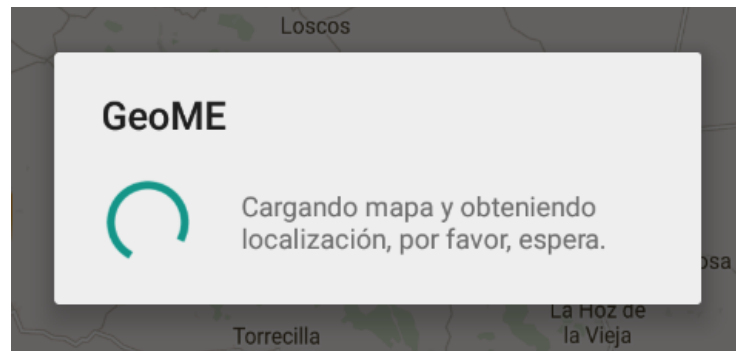 Loscos
GeoME
Cargando mapa y obteniendo
localización, por favor, espera.
osa
La Hoz de
la Vieja
Torrecilla